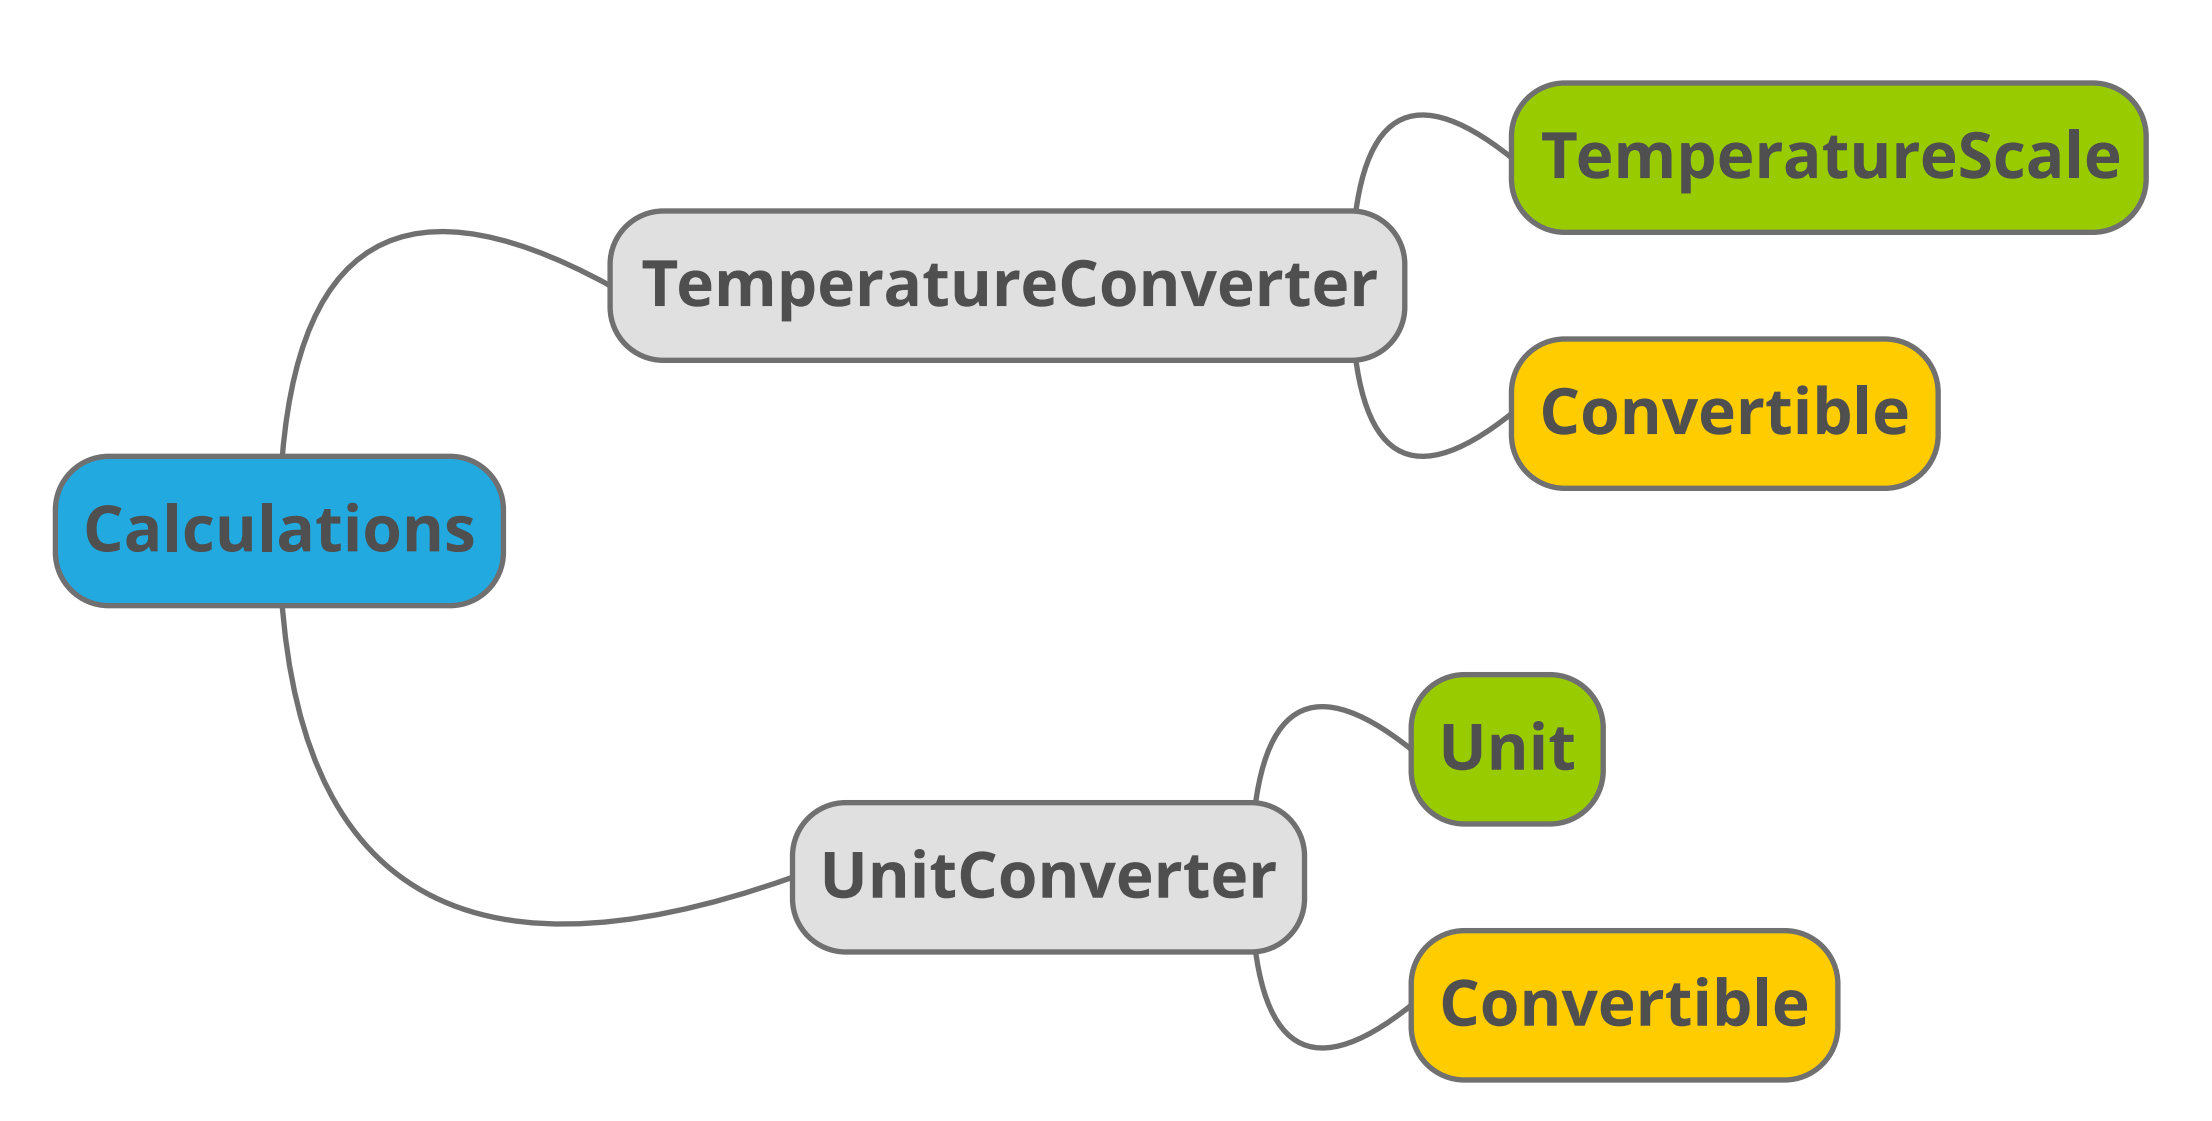 TemperatureScale
TemperatureConverter
Convertible
Calculations
Unit
UnitConverter
Convertible